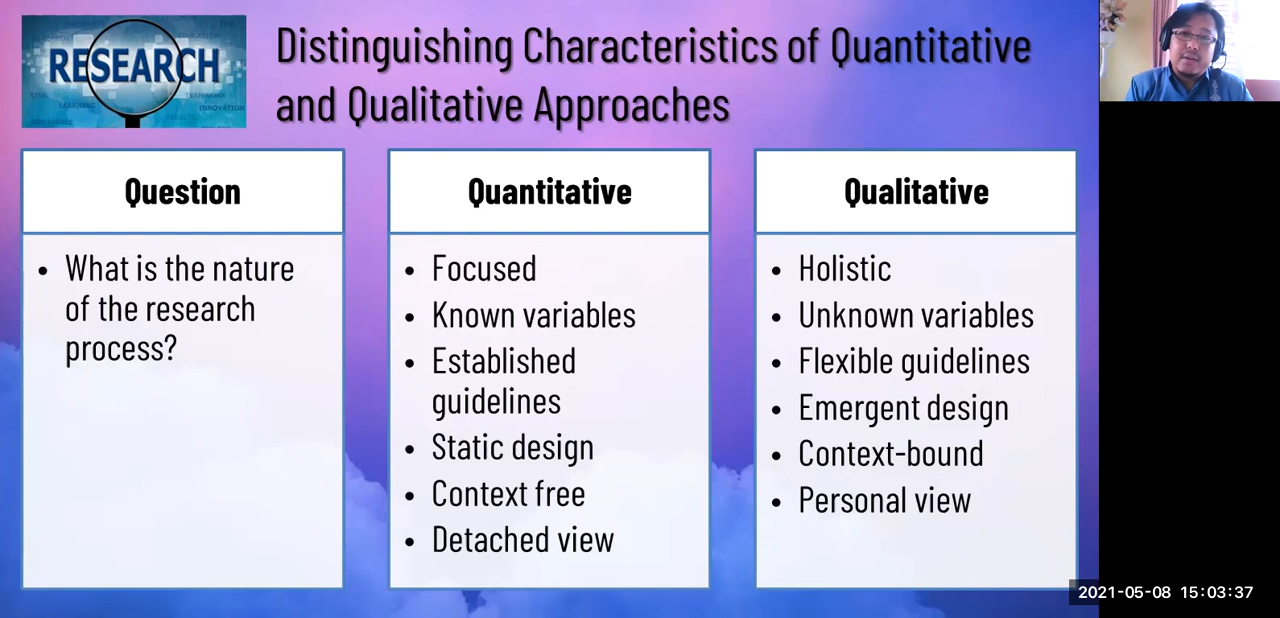 RESEARCH
LEARNING
INNOVATION
Distinguishing Characteristics of Quantitative
and Qualitative Approaches
Question
• What is the nature
of the research
process?
Quantitative
• Focused
• Known variables
• Established
guidelines
• Static design
• Context free
• Detached view
Qualitative
• Holistic
• Unknown variables
• Flexible guidelines
• Emergent design
• Context-bound
• Personal view
2021-05-08 15:03:37